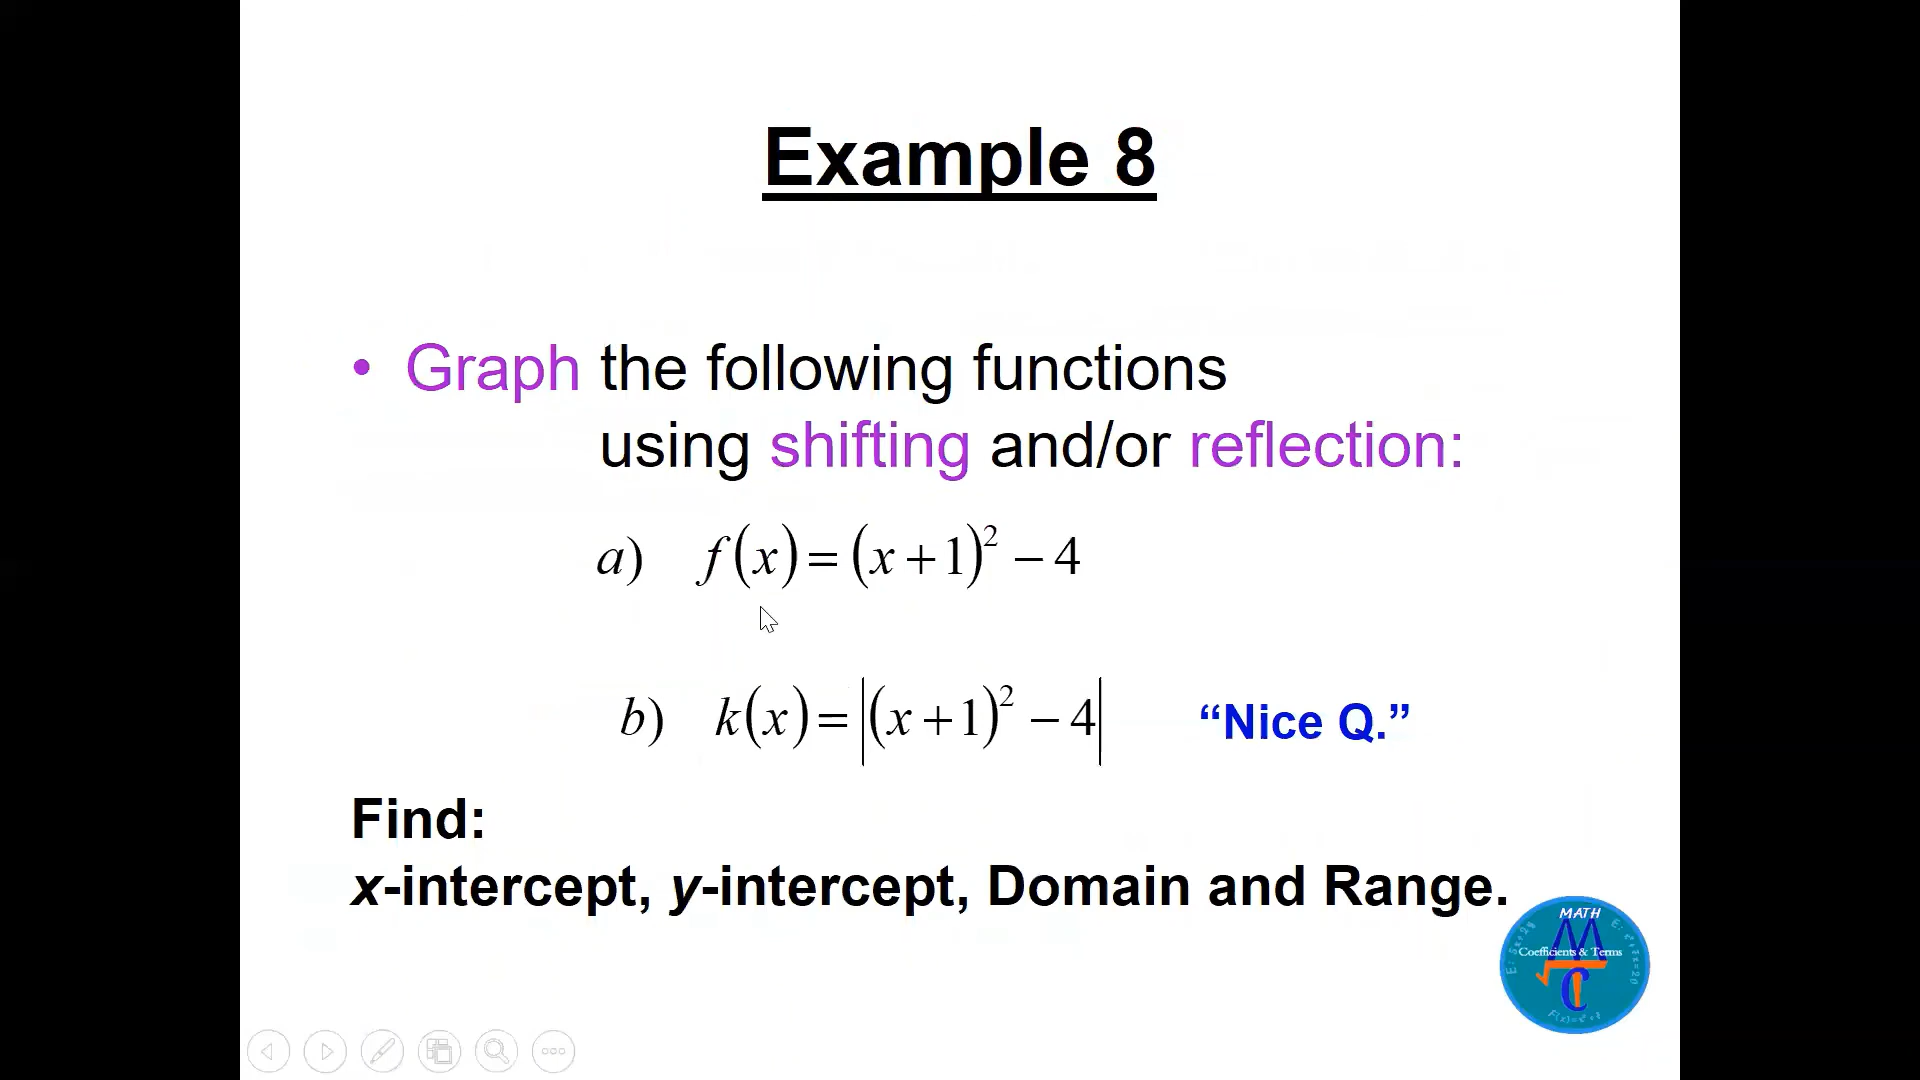 Example 8
• Graph the following functions
using shifting and/or reflection:
a) f(x) = (x+1)² − 4
b) k(x) = |(x+1)² − 4| “Nice Q.”
Find:
x-intercept, y-intercept, Domain and Range.
MATH
Coefficients & Terms